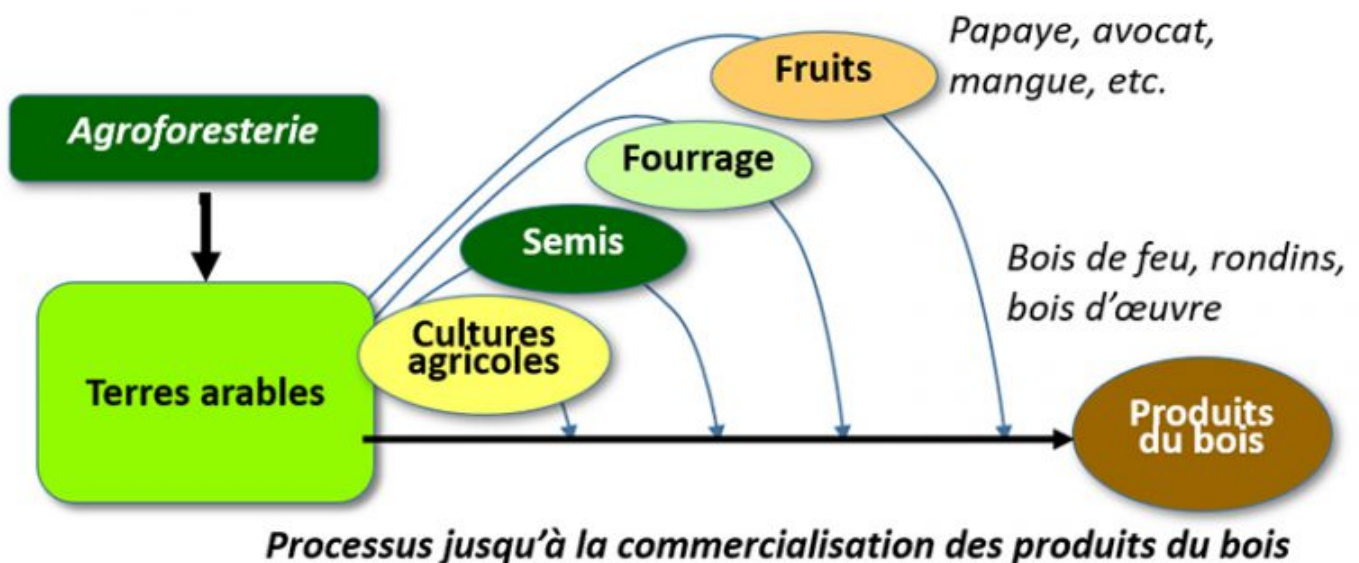 Agroforesterie
Terres arables
Cultures
agricoles
Semis
Fourrage
Fruits
Papaye, avocat,
mangue, etc.
Bois de feu, rondins,
bois d'œuvre
Produits
du bois
Processus jusqu'à la commercialisation des produits du bois